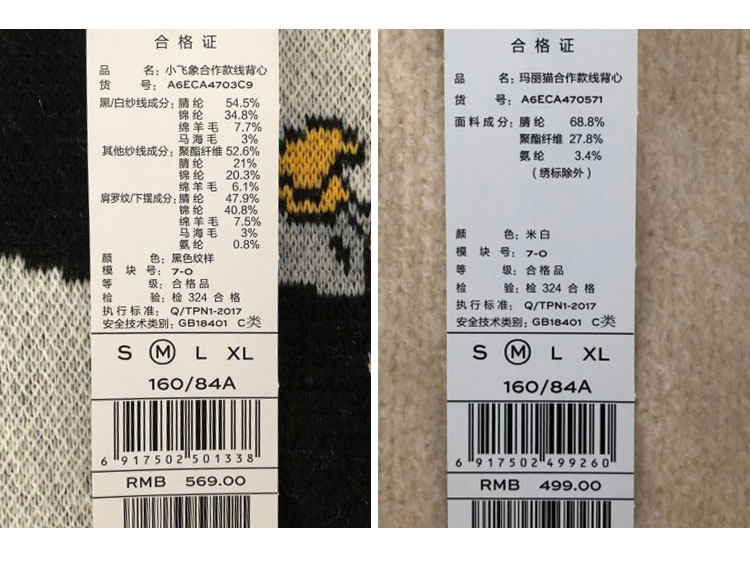 合格证
品 名：小飞象合作款线背心
货 号：A6ECA4703C9
黑/白纱线成分：腈纶 54.5%
锦纶 34.8%
绵羊毛 7.7%
马海毛 3%
其他纱线成分：聚酯纤维 52.6%
腈纶 21%
锦纶 20.3%
绵羊毛 6.1%
肩罗纹/下摆成分：腈纶 47.9%
锦纶 40.8%
绵羊毛 7.5%
马海毛 3%
氨纶 0.8%
颜 色：黑色纹样
模 块 号：7-0
等 级：合格品
检 验：检 324 合格
执行标准：Q/TPN1-2017
安全技术类别：GB18401 C类
S M L XL
160/84A
6 917502 501338
RMB 569.00
合格证
品 名：玛丽猫合作款线背心
货 号：A6ECA470571
面料成分：腈纶 68.8%
聚酯纤维 27.8%
氨纶 3.4%
（绣标除外）
颜 色：米白
模 块 号：7-0
等 级：合格品
检 验：检 324 合格
执行标准：Q/TPN1-2017
安全技术类别：GB18401 C类
S M L XL
160/84A
6 917502 499260
RMB 499.00